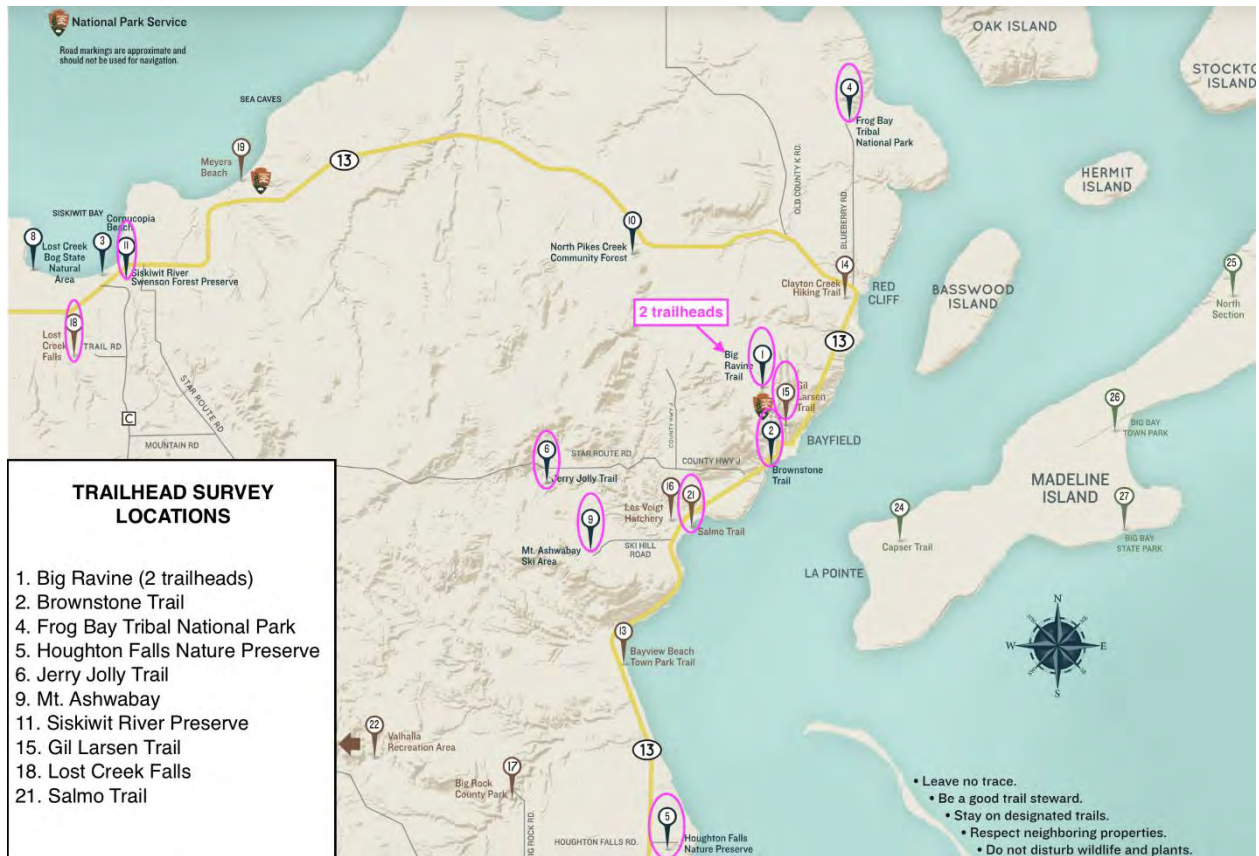 National Park Service
Road markings are approximate and
should not be used for navigation.
OAK ISLAND
STOCKTO
ISLAND
HERMIT
ISLAND
BASSWOOD
ISLAND
SEA CAVES
19
Meyers
Beach
13
4
Frog Bay
Tribal
National Park
OLD COUNTY K RD.
BLUEBERRY RD.
SISKIWIT BAY
Cornucopia
Beach
8
3
11
Lost Creek
Bog State
Natural
Area
Siskiwit River
Swenson Forest Preserve
10
North Pikes Creek
Community Forest
14
Clayton Creek
Hiking Trail
RED
CLIFF
25
North
Section
18
Lost
Creek
Falls
TRAIL RD
STAR ROUTE RD
C
MOUNTAIN RD
2 trailheads
13
1
Big
Ravine
Trail
15
Gil
Larsen
Trail
COUNTY HWY J
2
BAYFIELD
Brownstone
Trail
26
BIG BAY
TOWN PARK
6
STAR ROUTE RD
COUNTY HWY J
Jerry Jolly Trail
16
Les Voigt
Hatchery
21
Salmo Trail
9
Mt. Ashwabay
Ski Area
SKI HILL
ROAD
MADELINE
ISLAND
24
Capser Trail
27
BIG BAY
STATE PARK
LA POINTE
13
Bayview Beach
Town Park Trail
N
NE
E
SE
S
SW
W
NW
22
Valhalla
Recreation Area
17
Big Rock
County Park
13
5
Houghton Falls
Nature Preserve
HOUGHTON FALLS RD.
OG ROCK RD.
TRAILHEAD SURVEY
LOCATIONS
1. Big Ravine (2 trailheads)
2. Brownstone Trail
4. Frog Bay Tribal National Park
5. Houghton Falls Nature Preserve
6. Jerry Jolly Trail
9. Mt. Ashwabay
11. Siskiwit River Preserve
15. Gil Larsen Trail
18. Lost Creek Falls
21. Salmo Trail
• Leave no trace.
• Be a good trail steward.
• Stay on designated trails.
• Respect neighboring properties.
• Do not disturb wildlife and plants.